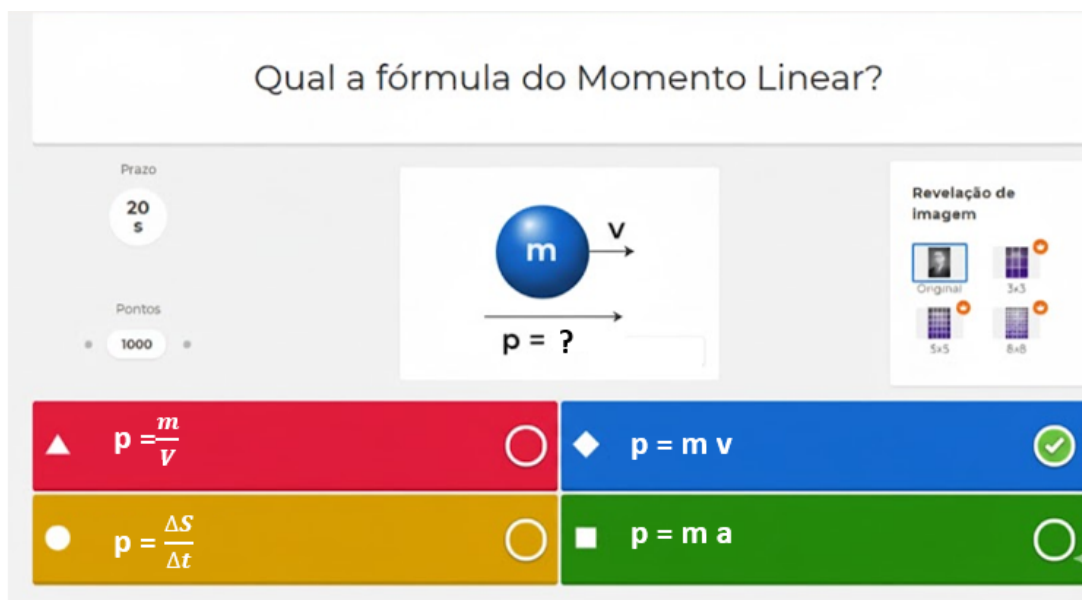 Qual a fórmula do Momento Linear?
Prazo
20
s
Pontos
1000
m
v
p = ?
Revelação de
imagem
Original
3x3
5x5
8x8
p = m/V
p = m v
p = ΔS/Δt
p = m a